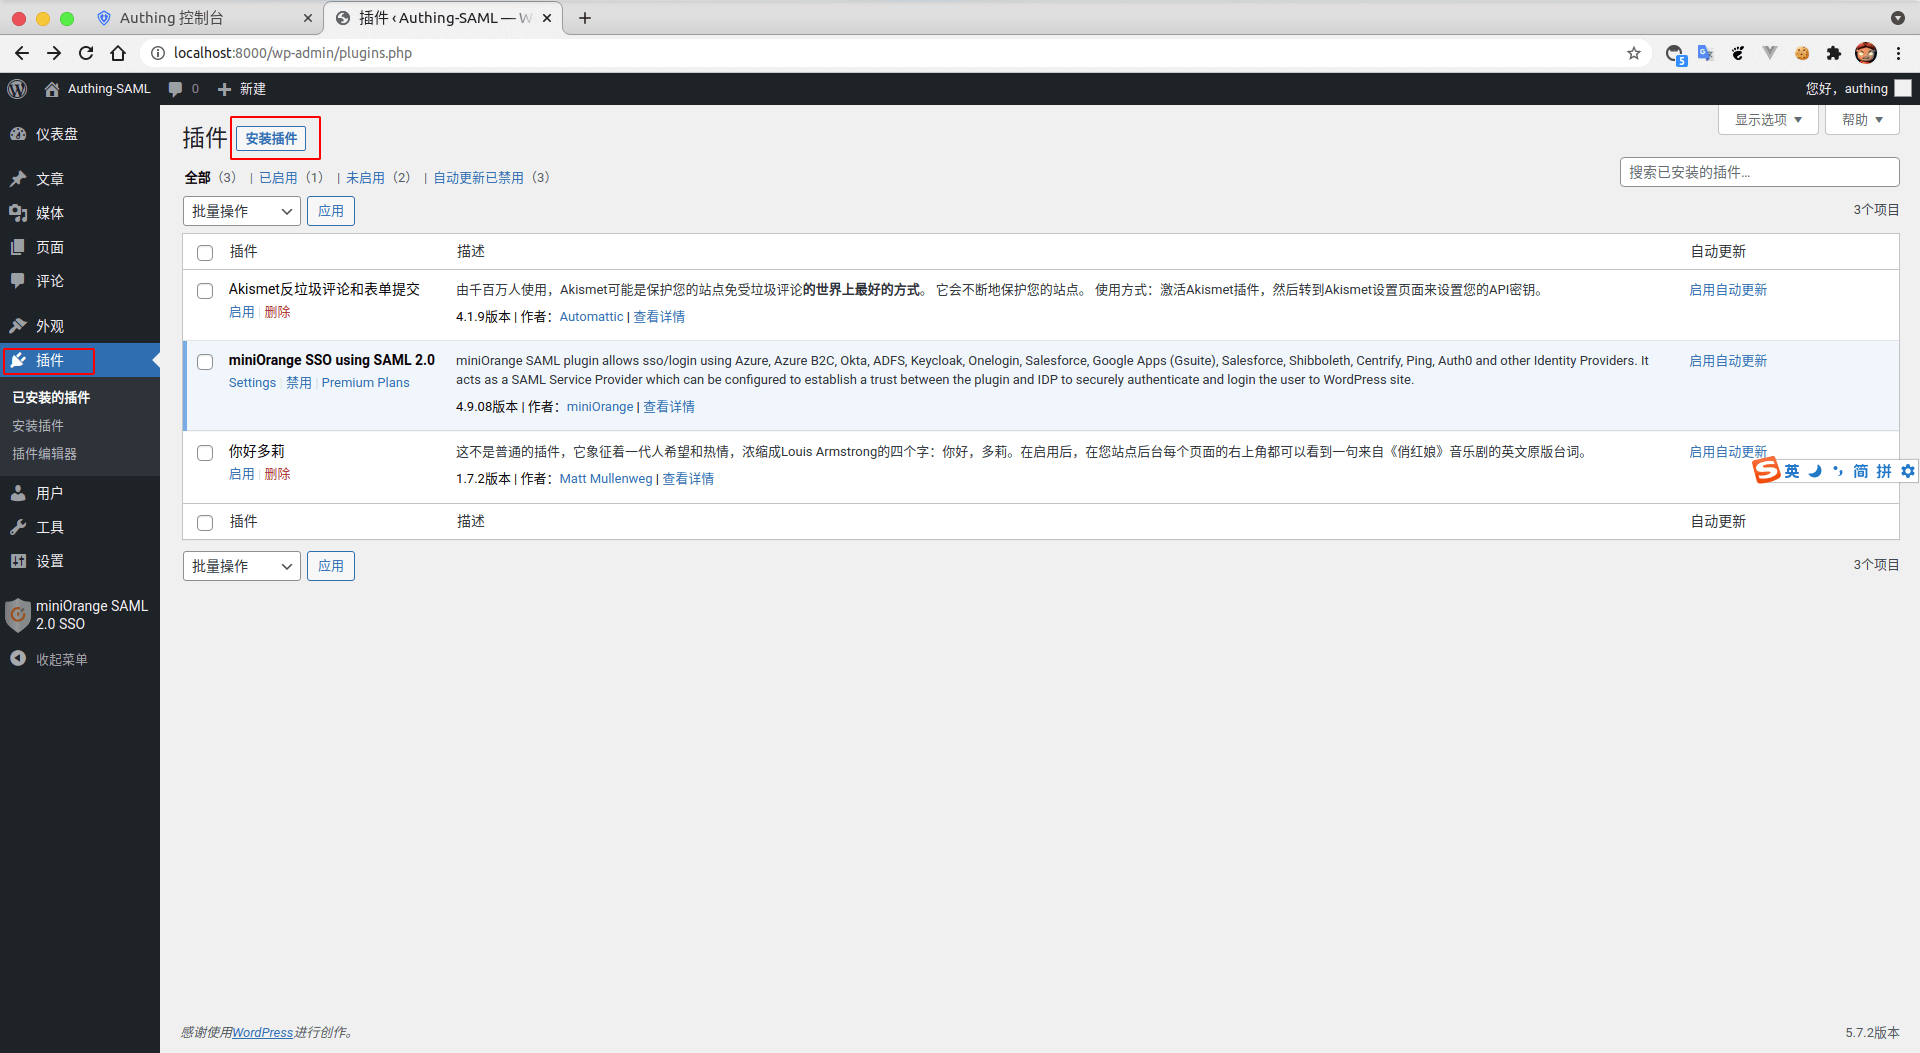 Authing 控制台
插件 ‹ Authing-SAML — W
localhost:8000/wp-admin/plugins.php
5
Authing-SAML 0 新建
您好，authing
仪表盘
文章
媒体
页面
评论
外观
插件
已安装的插件
安装插件
插件编辑器
用户
工具
设置
miniOrange SAML
2.0 SSO
收起菜单
插件 安装插件
显示选项 帮助
全部（3） | 已启用（1） | 未启用（2） | 自动更新已禁用（3）
搜索已安装的插件...
批量操作 应用
3个项目
插件 描述 自动更新
Akismet反垃圾评论和表单提交
启用 | 删除
由千百万人使用，Akismet可能是保护您的站点免受垃圾评论的世界上最好的方式。 它会不断地保护您的站点。 使用方式：激活Akismet插件，然后转到Akismet设置页面来设置您的API密钥。
4.1.9版本 | 作者：Automattic | 查看详情
启用自动更新
miniOrange SSO using SAML 2.0
Settings | 禁用 | Premium Plans
miniOrange SAML plugin allows sso/login using Azure, Azure B2C, Okta, ADFS, Keycloak, Onelogin, Salesforce, Google Apps (Gsuite), Salesforce, Shibboleth, Centrify, Ping, Auth0 and other Identity Providers. It
acts as a SAML Service Provider which can be configured to establish a trust between the plugin and IDP to securely authenticate and login the user to WordPress site.
4.9.08版本 | 作者：miniOrange | 查看详情
启用自动更新
你好多莉
启用 | 删除
这不是普通的插件，它象征着一代人希望和热情，浓缩成Louis Armstrong的四个字：你好，多莉。在启用后，在您站点后台每个页面的右上角都可以看到一句来自《俏红娘》音乐剧的英文原版台词。
1.7.2版本 | 作者：Matt Mullenweg | 查看详情
启用自动更新
英 简 拼
插件 描述 自动更新
批量操作 应用
3个项目
感谢使用WordPress进行创作。
5.7.2版本